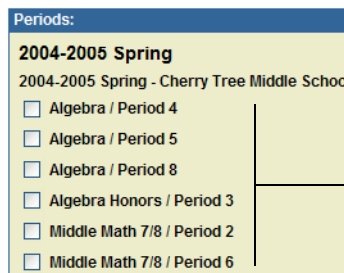 Periods:
2004-2005 Spring
2004-2005 Spring - Cherry Tree Middle Schoo
Algebra / Period 4
Algebra / Period 5
Algebra / Period 8
Algebra Honors / Period 3
Middle Math 7/8 / Period 2
Middle Math 7/8 / Period 6